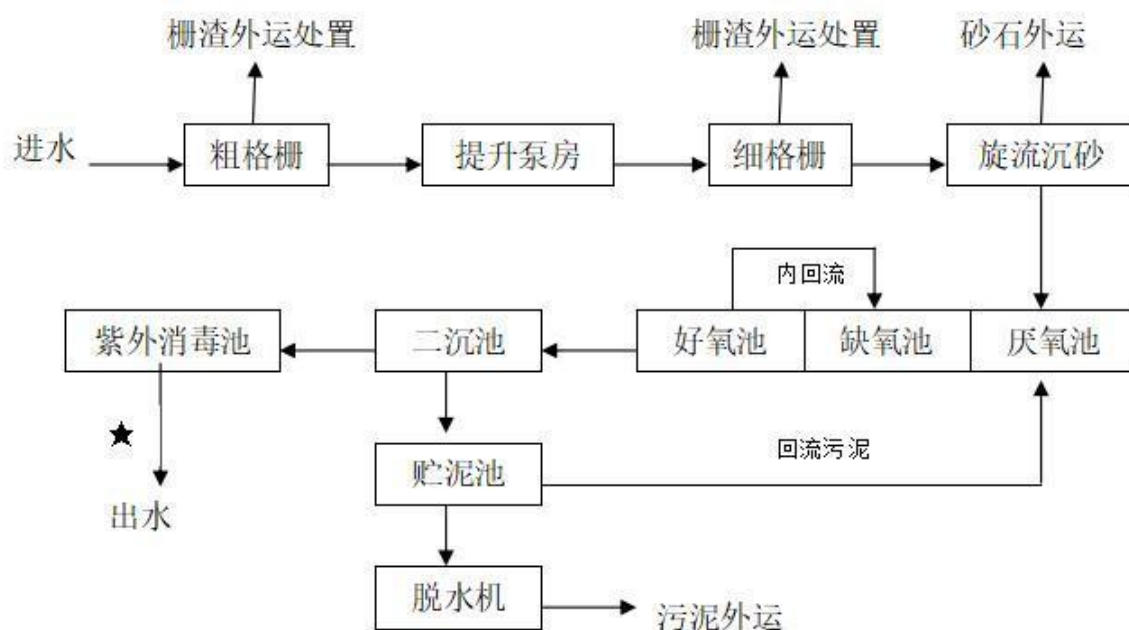 栅渣外运处置
栅渣外运处置
砂石外运
进水
粗格栅
提升泵房
细格栅
旋流沉砂
内回流
紫外消毒池
二沉池
好氧池
缺氧池
厌氧池
★
贮泥池
回流污泥
出水
脱水机
污泥外运